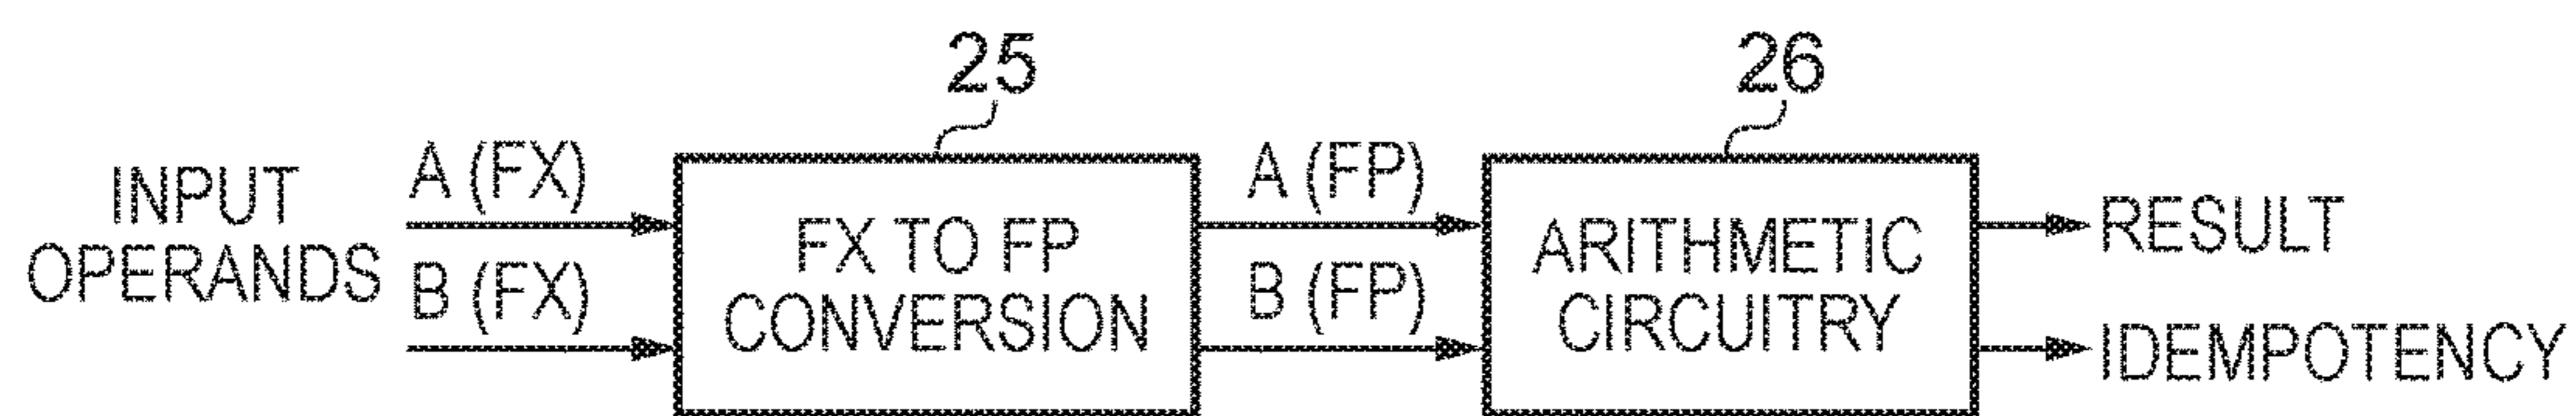 25
26
INPUT
OPERANDS
A (FX)
B (FX)
FX TO FP
CONVERSION
A (FP)
B (FP)
ARITHMETIC
CIRCUITRY
RESULT
IDEMPOTENCY